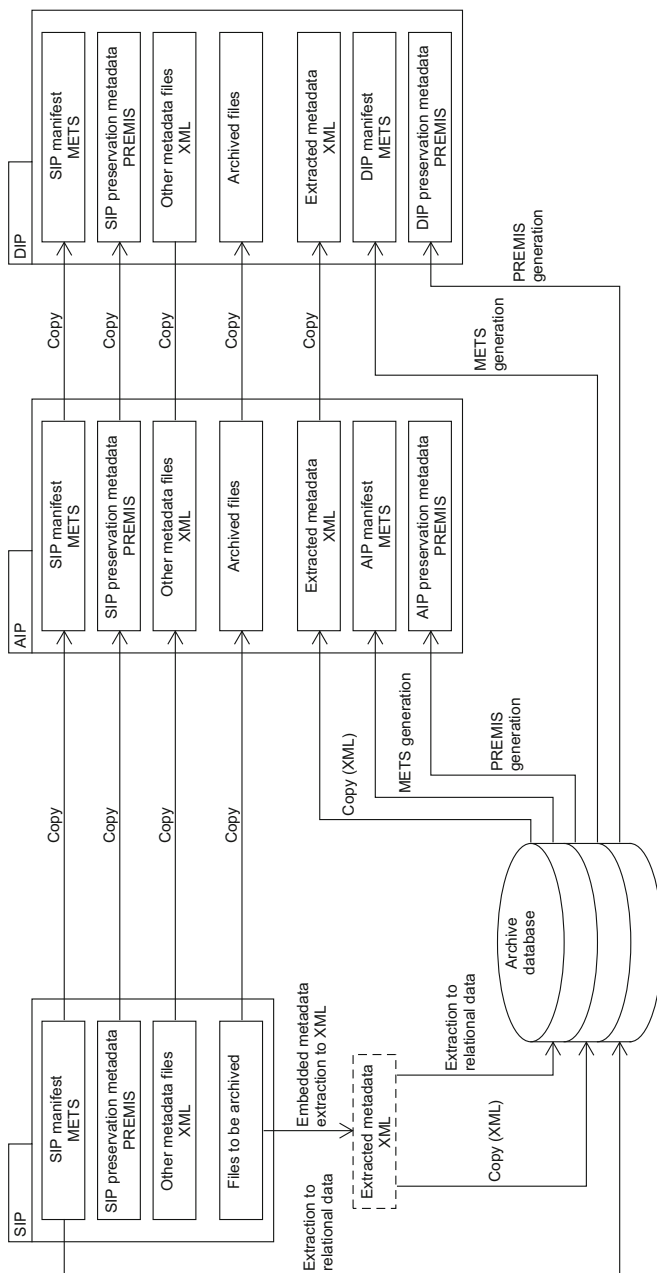 SIP
SIP manifest
METS
SIP preservation metadata
PREMIS
Other metadata files
XML
Files to be archived
Extraction to
relational data
Embedded metadata
extraction to XML
Extracted metadata
XML
Extraction to
relational data
Copy (XML)
Archive
database
Copy
Copy
Copy
Copy
Copy (XML)
METS generation
PREMIS
generation
AIP
SIP manifest
METS
SIP preservation metadata
PREMIS
Other metadata files
XML
Archived files
Extracted metadata
XML
AIP manifest
METS
AIP preservation metadata
PREMIS
Copy
Copy
Copy
Copy
Copy
METS
generation
PREMIS
generation
DIP
SIP manifest
METS
SIP preservation metadata
PREMIS
Other metadata files
XML
Archived files
Extracted metadata
XML
DIP manifest
METS
DIP preservation metadata
PREMIS